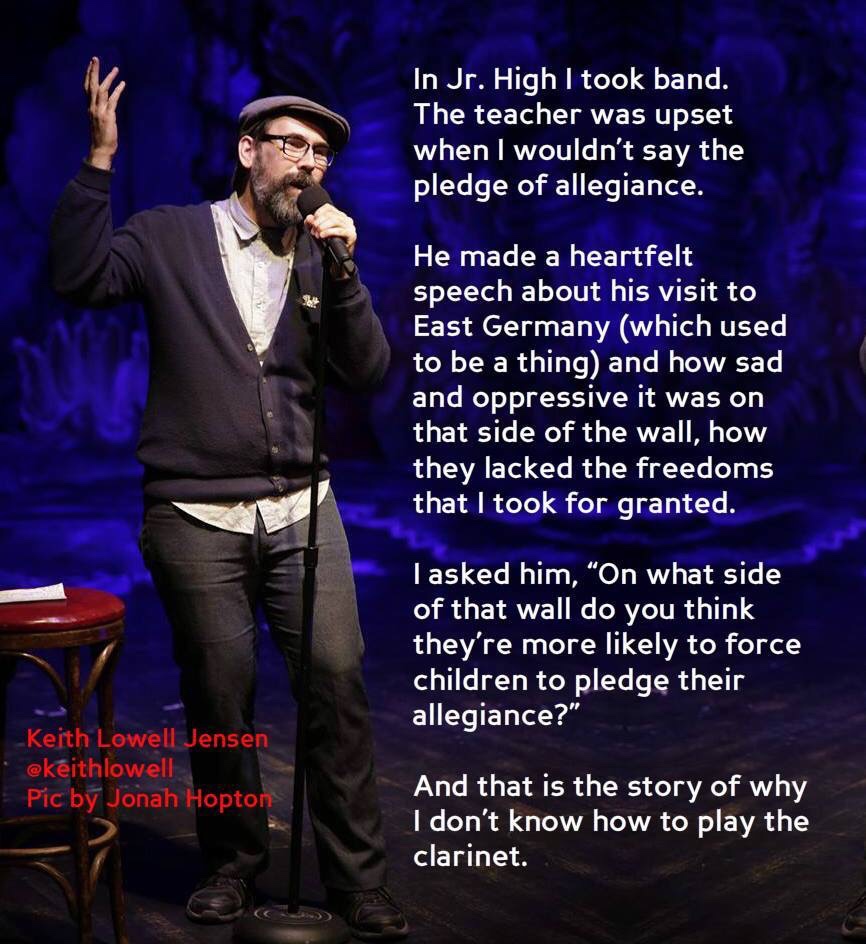 In Jr. High I took band.
The teacher was upset
when I wouldn't say the
pledge of allegiance.
He made a heartfelt
speech about his visit to
East Germany (which used
to be a thing) and how sad
and oppressive it was on
that side of the wall, how
they lacked the freedoms
that I took for granted.
I asked him, “On what side
of that wall do you think
they're more likely to force
children to pledge their
allegiance?”
And that is the story of why
I don't know how to play the
clarinet.
Keith Lowell Jensen
@keithlowell
Pic by Jonah Hopton